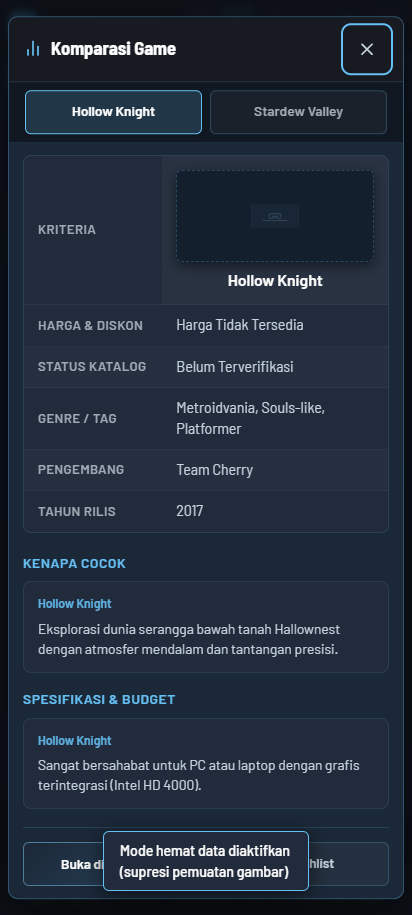 Komparasi Game
Hollow Knight
Stardew Valley
KRITERIA
Hollow Knight
HARGA & DISKON
Harga Tidak Tersedia
STATUS KATALOG
Belum Terverifikasi
GENRE / TAG
Metroidvania, Souls-like,
Platformer
PENGEMBANG
Team Cherry
TAHUN RILIS
2017
KENAPA COCOK
Hollow Knight
Eksplorasi dunia serangga bawah tanah Hallownest
dengan atmosfer mendalam dan tantangan presisi.
SPESIFIKASI & BUDGET
Hollow Knight
Sangat bersahabat untuk PC atau laptop dengan grafis
terintegrasi (Intel HD 4000).
Mode hemat data diaktifkan
(supresi pemuatan gambar)
Buka